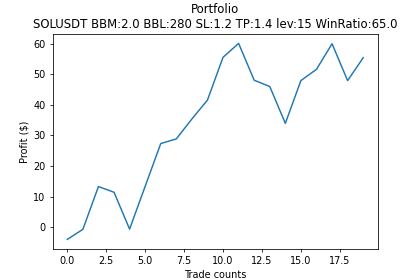 Portfolio
SOLUSDT BBM:2.0 BBL:280 SL:1.2 TP:1.4 lev:15 WinRatio:65.0
60
50
40
30
20
10
0
Profit ($)
0.0 2.5 5.0 7.5 10.0 12.5 15.0 17.5
Trade counts